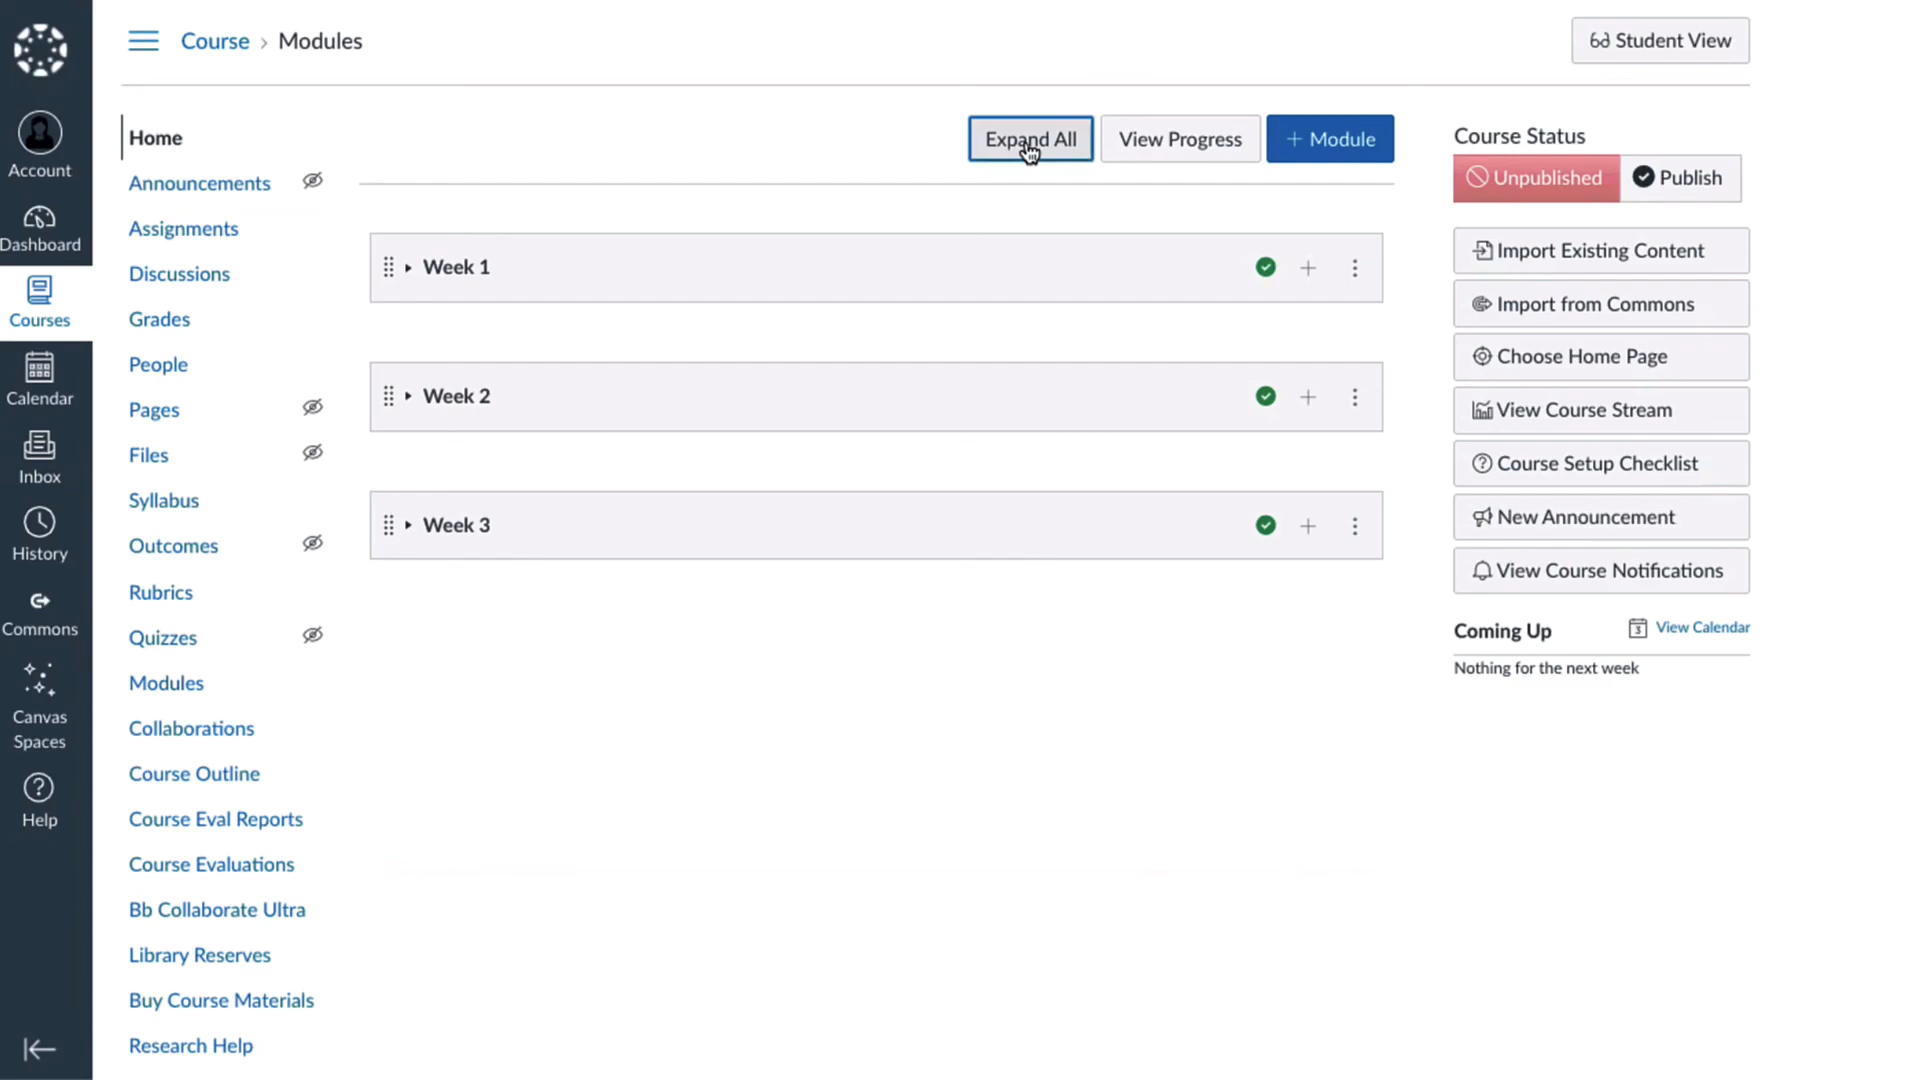 Course › Modules
Student View
Account
Dashboard
Courses
Calendar
Inbox
History
Commons
Canvas
Spaces
Help
Home
Announcements
Assignments
Discussions
Grades
People
Pages
Files
Syllabus
Outcomes
Rubrics
Quizzes
Modules
Collaborations
Course Outline
Course Eval Reports
Course Evaluations
Bb Collaborate Ultra
Library Reserves
Buy Course Materials
Research Help
Expand All
View Progress
+ Module
Week 1
Week 2
Week 3
Course Status
Unpublished
Publish
Import Existing Content
Import from Commons
Choose Home Page
View Course Stream
Course Setup Checklist
New Announcement
View Course Notifications
Coming Up
3 View Calendar
Nothing for the next week